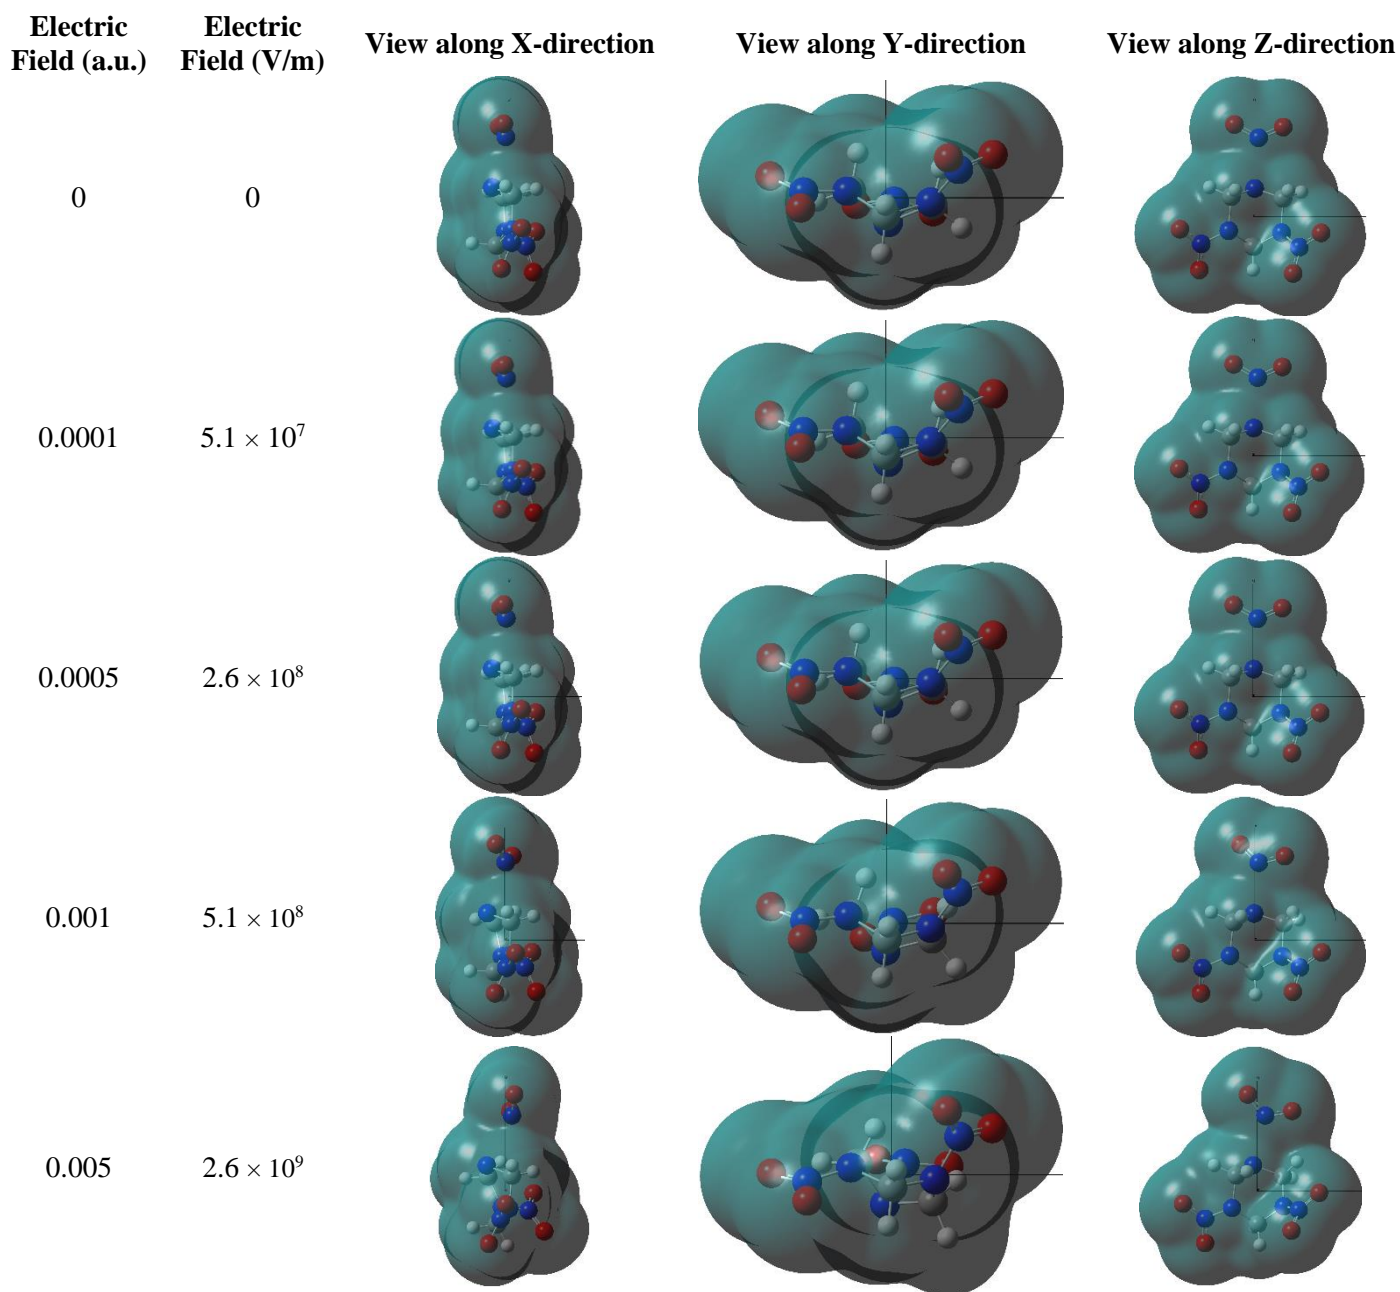 Electric Field (a.u.) Electric Field (V/m) View along X-direction View along Y-direction View along Z-direction
0 0
0.0001 5.1 × 10⁷
0.0005 2.6 × 10⁸
0.001 5.1 × 10⁸
0.005 2.6 × 10⁹